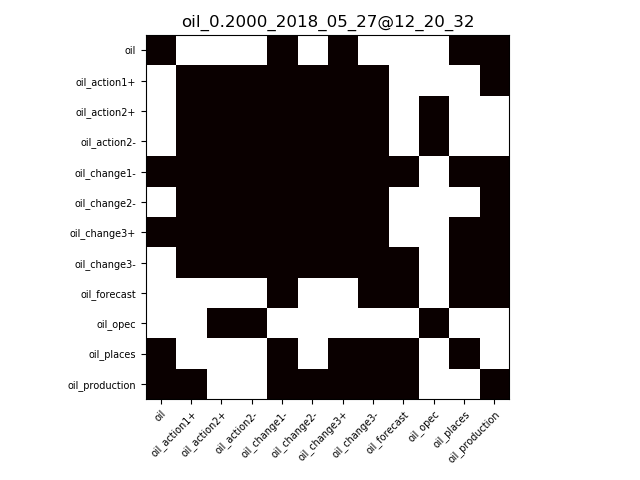 oil_0.2000_2018_05_27@12_20_32
oil
oil_action1+
oil_action2+
oil_action2-
oil_change1-
oil_change2-
oil_change3+
oil_change3-
oil_forecast
oil_opec
oil_places
oil_production
oil
oil_action1+
oil_action2+
oil_action2-
oil_change1-
oil_change2-
oil_change3+
oil_change3-
oil_forecast
oil_opec
oil_places
oil_production